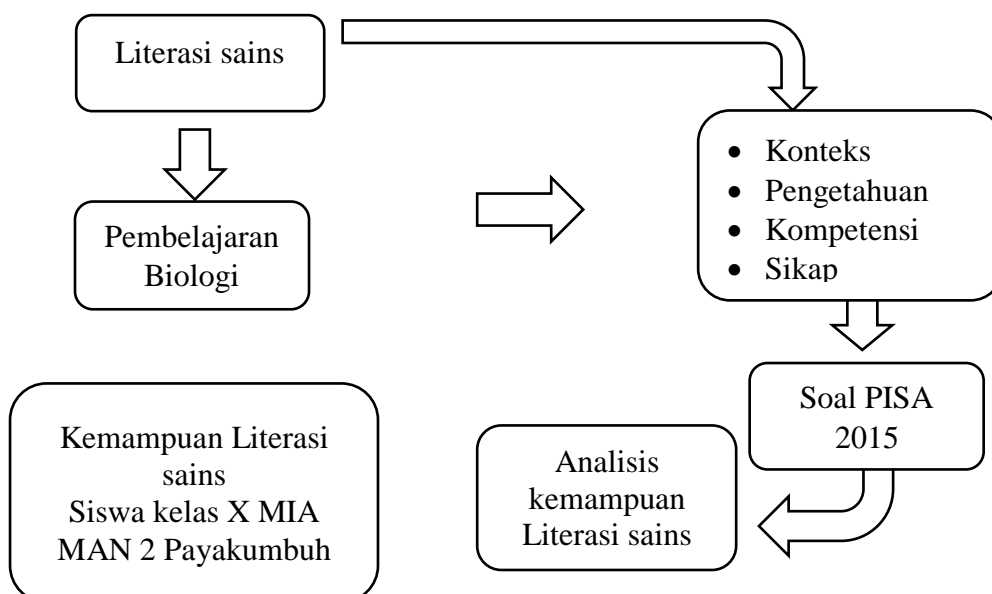 Literasi sains
• Konteks
• Pengetahuan
• Kompetensi
• Sikap
Pembelajaran
Biologi
Soal PISA
2015
Kemampuan Literasi
sains
Siswa kelas X MIA
MAN 2 Payakumbuh
Analisis
kemampuan
Literasi sains